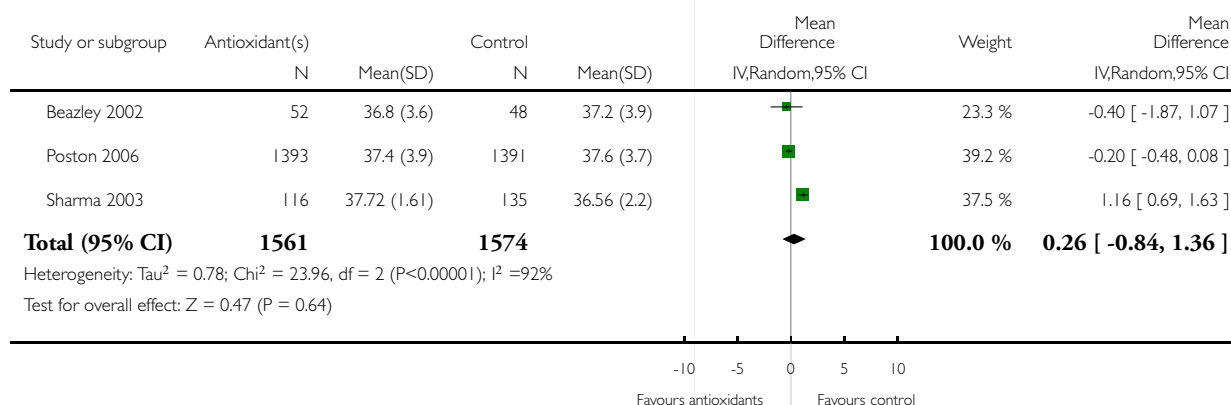 Study or subgroup Antioxidant(s) Control Mean Difference Weight Mean Difference
N Mean(SD) N Mean(SD) IV,Random,95% CI IV,Random,95% CI
Beazley 2002 52 36.8 (3.6) 48 37.2 (3.9) 23.3 % -0.40 [ -1.87, 1.07 ]
Poston 2006 1393 37.4 (3.9) 1391 37.6 (3.7) 39.2 % -0.20 [ -0.48, 0.08 ]
Sharma 2003 116 37.72 (1.61) 135 36.56 (2.2) 37.5 % 1.16 [ 0.69, 1.63 ]
Total (95% CI) 1561 1574 100.0 % 0.26 [ -0.84, 1.36 ]
Heterogeneity: Tau² = 0.78; Chi² = 23.96, df = 2 (P<0.00001); I² =92%
Test for overall effect: Z = 0.47 (P = 0.64)
-10 -5 0 5 10
Favours antioxidants Favours control